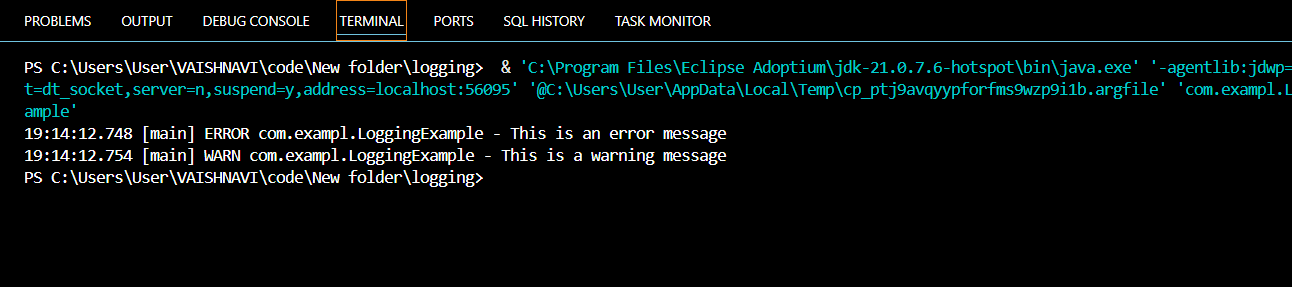 PROBLEMS OUTPUT DEBUG CONSOLE TERMINAL PORTS SQL HISTORY TASK MONITOR
PS C:\Users\User\VAISHNAVI\code\New folder\logging>  & 'C:\Program Files\Eclipse Adoptium\jdk-21.0.7.6-hotspot\bin\java.exe' '-agentlib:jdwp=
t=dt_socket,server=n,suspend=y,address=localhost:56095' '@C:\Users\User\AppData\Local\Temp\cp_ptj9avqyypforfms9wzp9i1b.argfile' 'com.exampl.L
ample'
19:14:12.748 [main] ERROR com.exampl.LoggingExample - This is an error message
19:14:12.754 [main] WARN com.exampl.LoggingExample - This is a warning message
PS C:\Users\User\VAISHNAVI\code\New folder\logging>